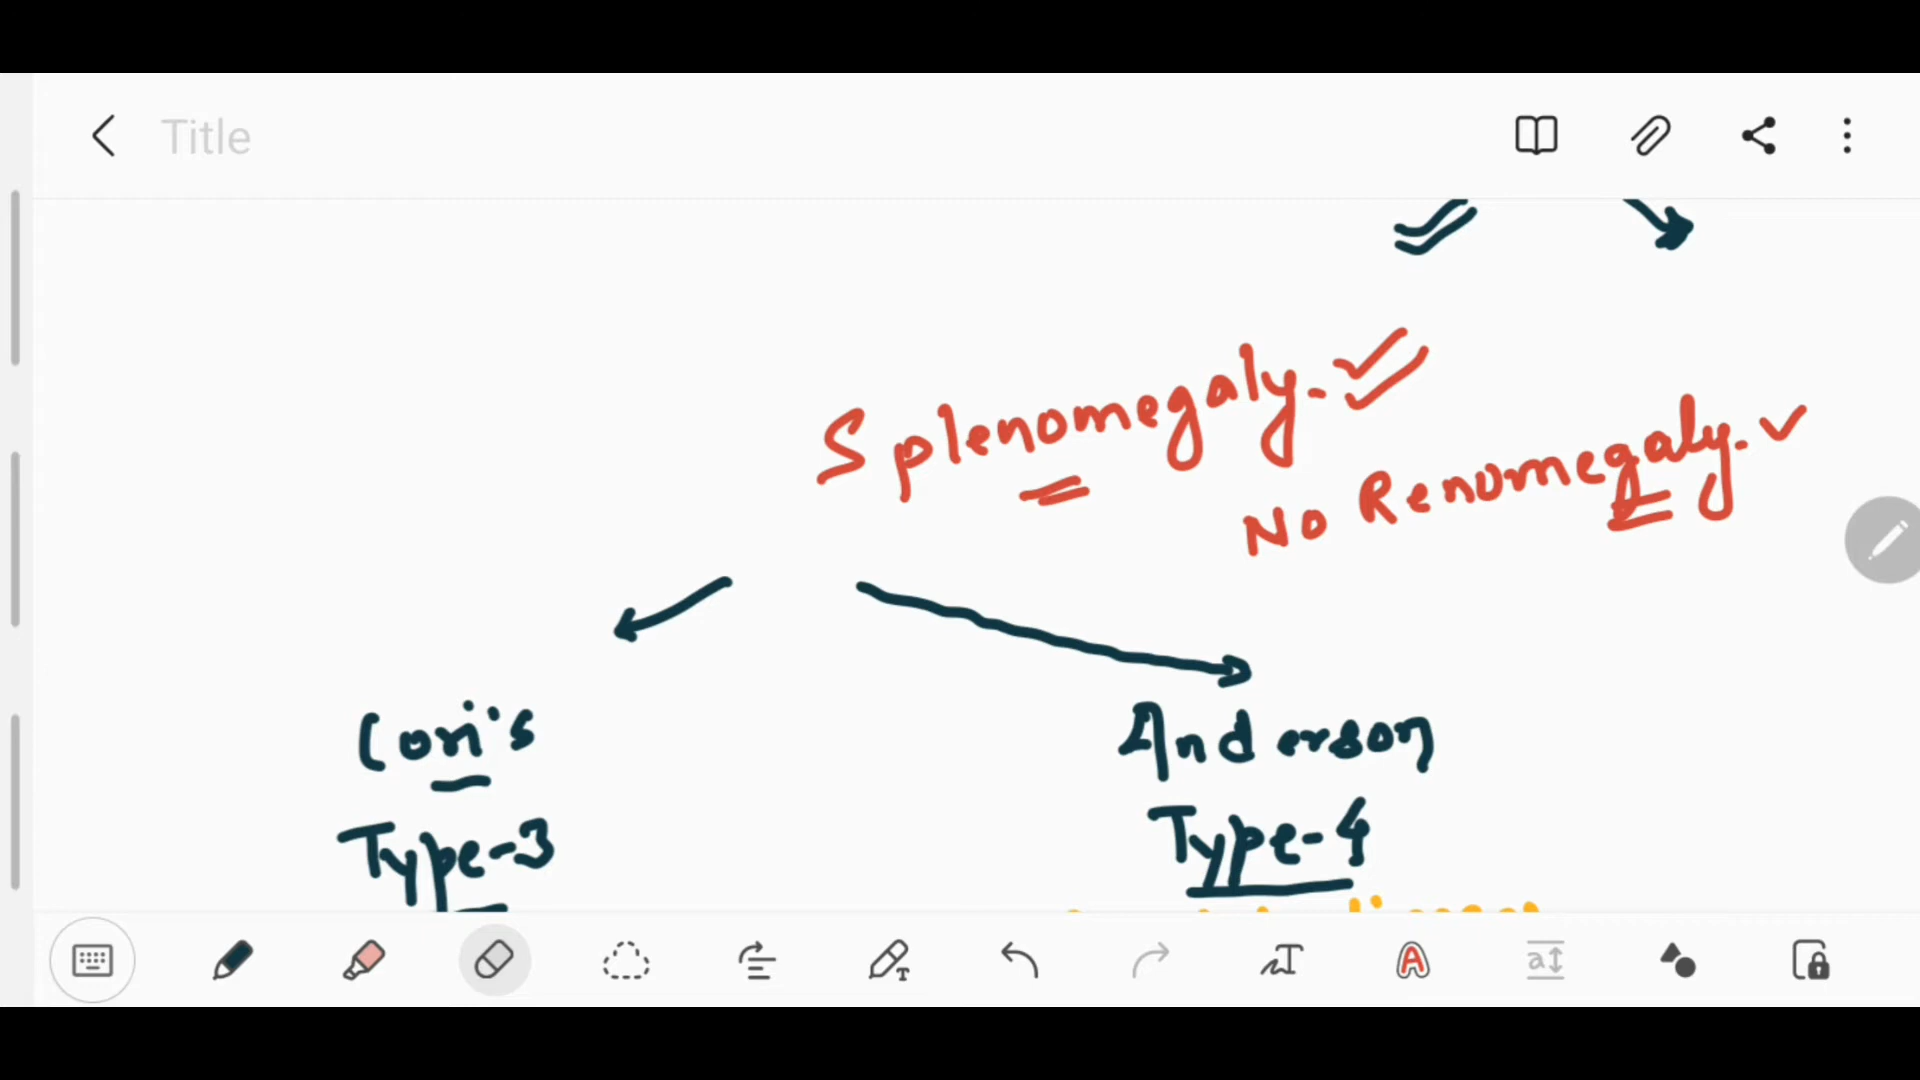 Title
Splenomegaly.
No Renomegaly.
Cori's
Anderson
Type-3
Type-4